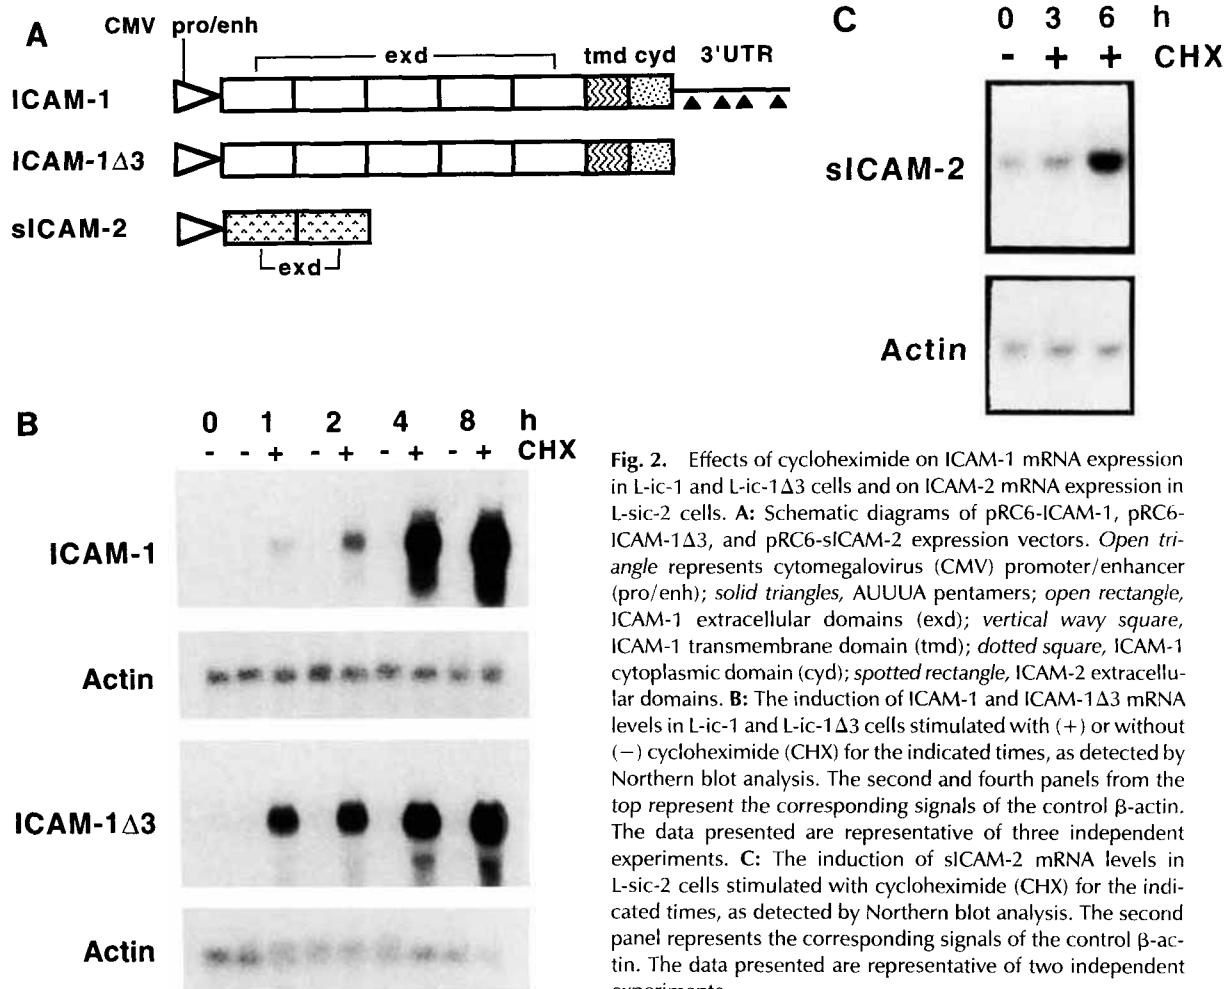 A
CMV pro/enh
exd
tmd cyd 3'UTR
ICAM-1
ICAM-1Δ3
sICAM-2
exd
C
0 3 6 h
- + + CHX
sICAM-2
Actin
B
0 1 2 4 8 h
- - + - + - + - + CHX
ICAM-1
Actin
ICAM-1Δ3
Actin
Fig. 2. Effects of cycloheximide on ICAM-1 mRNA expression
in L-ic-1 and L-ic-1Δ3 cells and on ICAM-2 mRNA expression in
L-sic-2 cells. A: Schematic diagrams of pRC6-ICAM-1, pRC6-
ICAM-1Δ3, and pRC6-sICAM-2 expression vectors. Open tri-
angle represents cytomegalovirus (CMV) promoter/enhancer
(pro/enh); solid triangles, AUUUA pentamers; open rectangle,
ICAM-1 extracellular domains (exd); vertical wavy square,
ICAM-1 transmembrane domain (tmd); dotted square, ICAM-1
cytoplasmic domain (cyd); spotted rectangle, ICAM-2 extracellu-
lar domains. B: The induction of ICAM-1 and ICAM-1Δ3 mRNA
levels in L-ic-1 and L-ic-1Δ3 cells stimulated with (+) or without
(−) cycloheximide (CHX) for the indicated times, as detected by
Northern blot analysis. The second and fourth panels from the
top represent the corresponding signals of the control β-actin.
The data presented are representative of three independent
experiments. C: The induction of sICAM-2 mRNA levels in
L-sic-2 cells stimulated with cycloheximide (CHX) for the indi-
cated times, as detected by Northern blot analysis. The second
panel represents the corresponding signals of the control β-ac-
tin. The data presented are representative of two independent